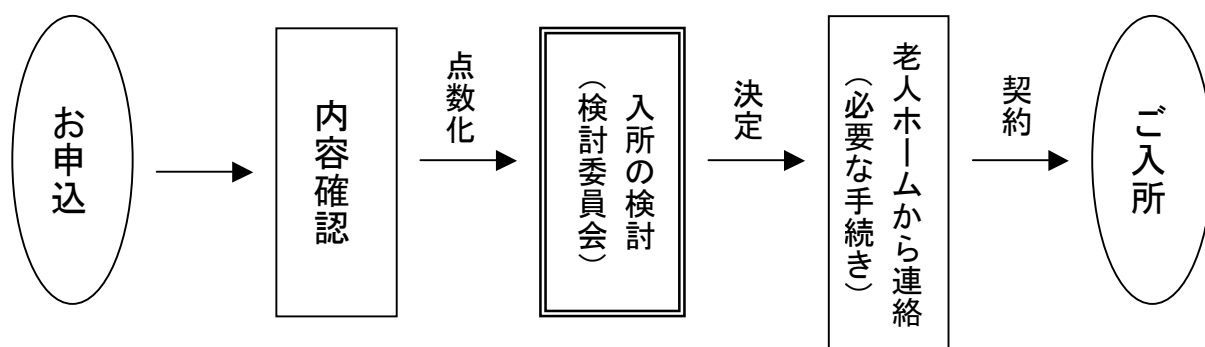 お申込
内容確認
点数化
入所の検討
（検討委員会）
決定
老人ホームから連絡
（必要な手続き）
契約
ご入所